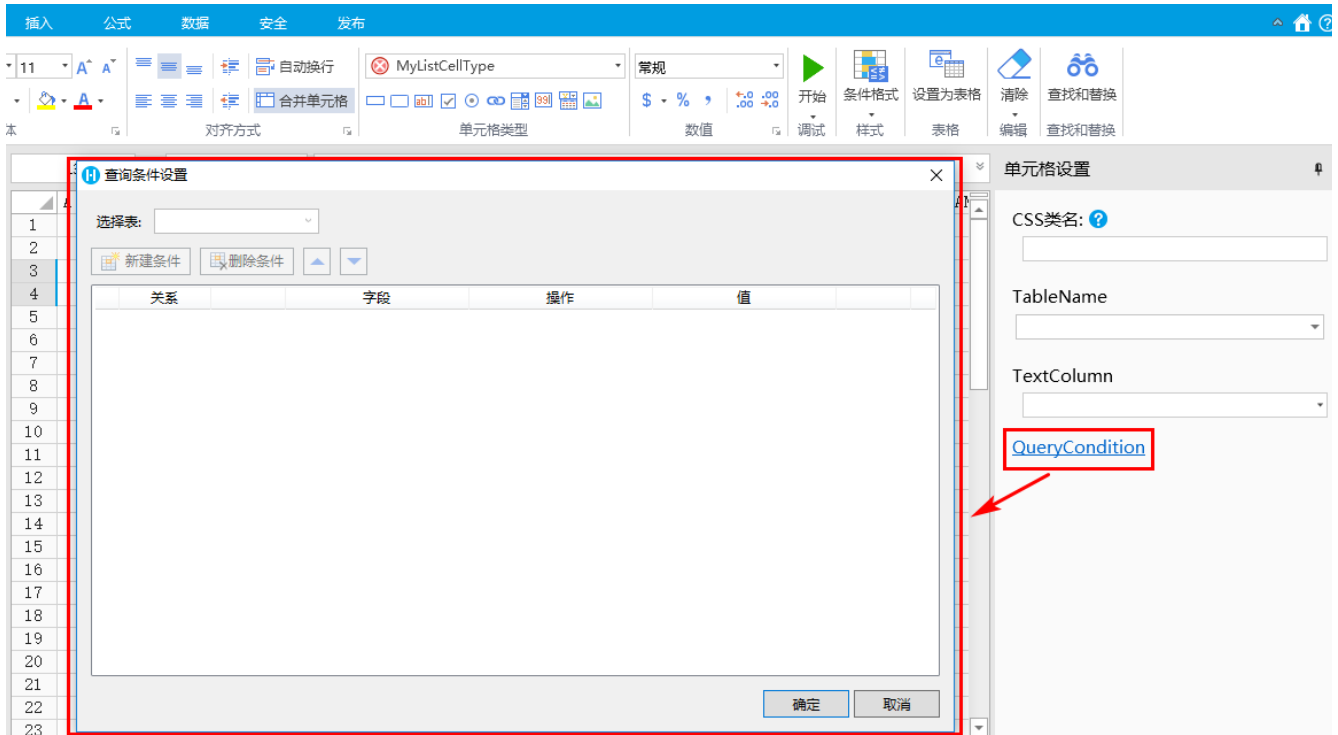 插入 公式 数据 安全 发布
11 A A 自动换行 MyListCellType 常规
A 合并单元格 $ % , 开始 条件格式 设置为表格 清除 查找和替换
对齐方式 单元格类型 数值 调试 样式 表格 编辑 查找和替换
查询条件设置
单元格设置
选择表:
CSS类名:
新建条件 删除条件
关系 字段 操作 值
TableName
TextColumn
QueryCondition
1
2
3
4
5
6
7
8
9
10
11
12
13
14
15
16
17
18
19
20
21
22
23
确定 取消